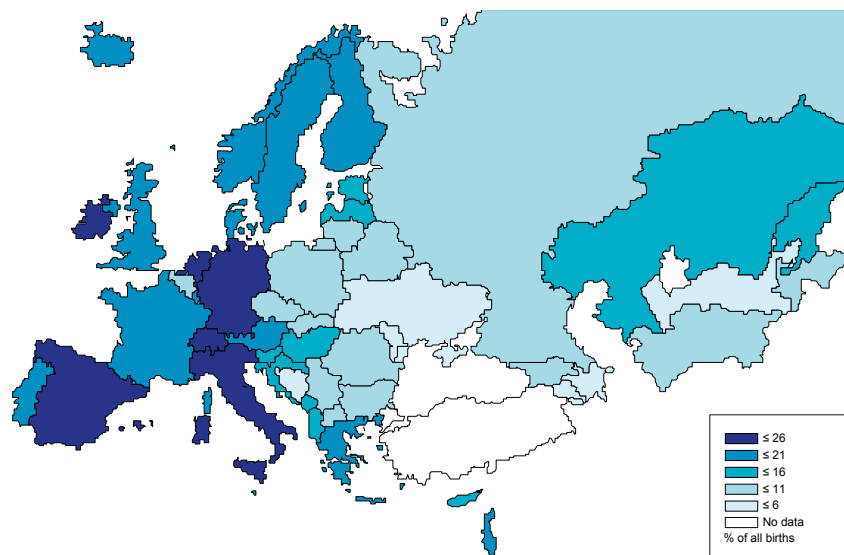 ≤ 26
≤ 21
≤ 16
≤ 11
≤ 6
No data
% of all births